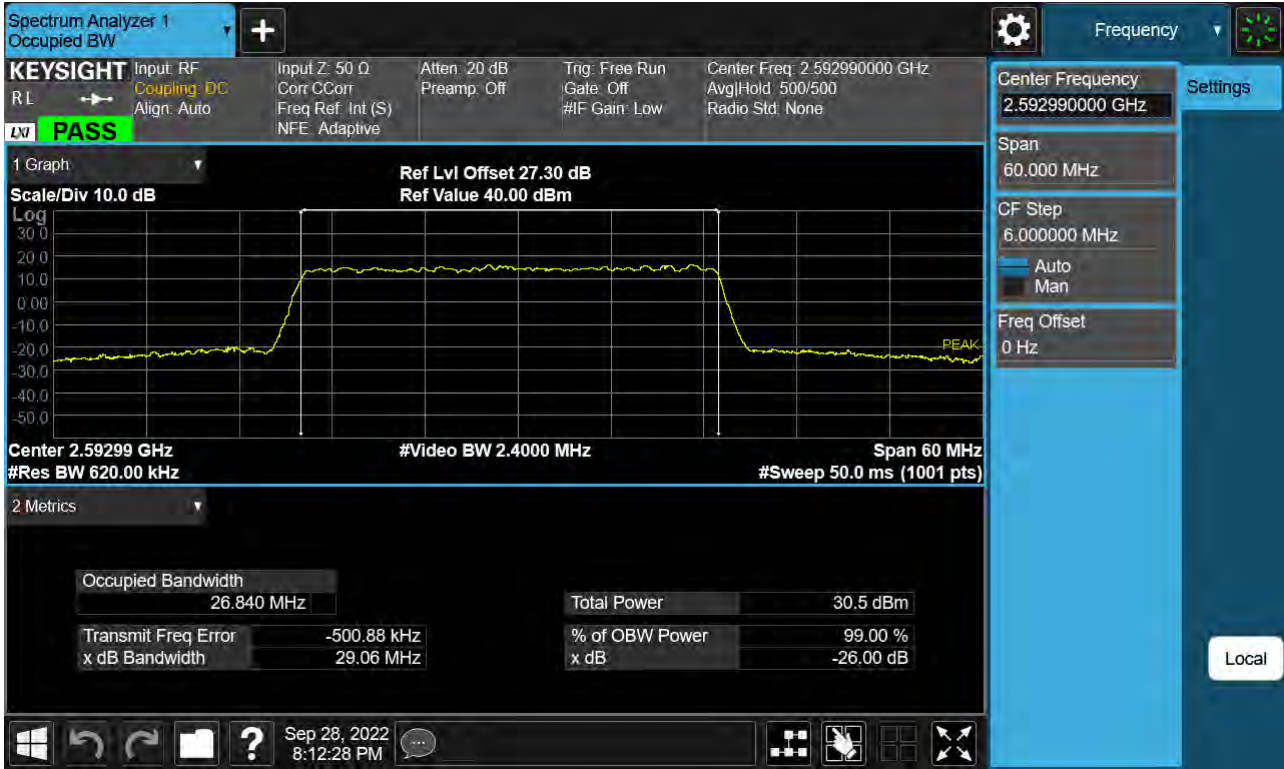 Spectrum Analyzer 1
Occupied BW
+
Frequency
KEYSIGHT
RL
LXI
PASS
Input: RF
Coupling: DC
Align: Auto
Input Z: 50 Ω
Corr CCorr
Freq Ref: Int (S)
NFE: Adaptive
Atten: 20 dB
Preamp: Off
Trig: Free Run
Gate: Off
#IF Gain: Low
Center Freq: 2.592990000 GHz
Avg|Hold: 500/500
Radio Std: None
Center Frequency
2.592990000 GHz
Settings
Span
60.000 MHz
CF Step
6.000000 MHz
Auto
Man
Freq Offset
0 Hz
Local
1 Graph
Scale/Div 10.0 dB
Ref Lvl Offset 27.30 dB
Ref Value 40.00 dBm
Log
30.0
20.0
10.0
0.00
-10.0
-20.0
-30.0
-40.0
-50.0
PEAK
Center 2.59299 GHz
#Video BW 2.4000 MHz
Span 60 MHz
#Res BW 620.00 kHz
#Sweep 50.0 ms (1001 pts)
2 Metrics
Occupied Bandwidth
26.840 MHz
Total Power 30.5 dBm
Transmit Freq Error -500.88 kHz
% of OBW Power 99.00 %
x dB Bandwidth 29.06 MHz
x dB -26.00 dB
?
Sep 28, 2022
8:12:28 PM